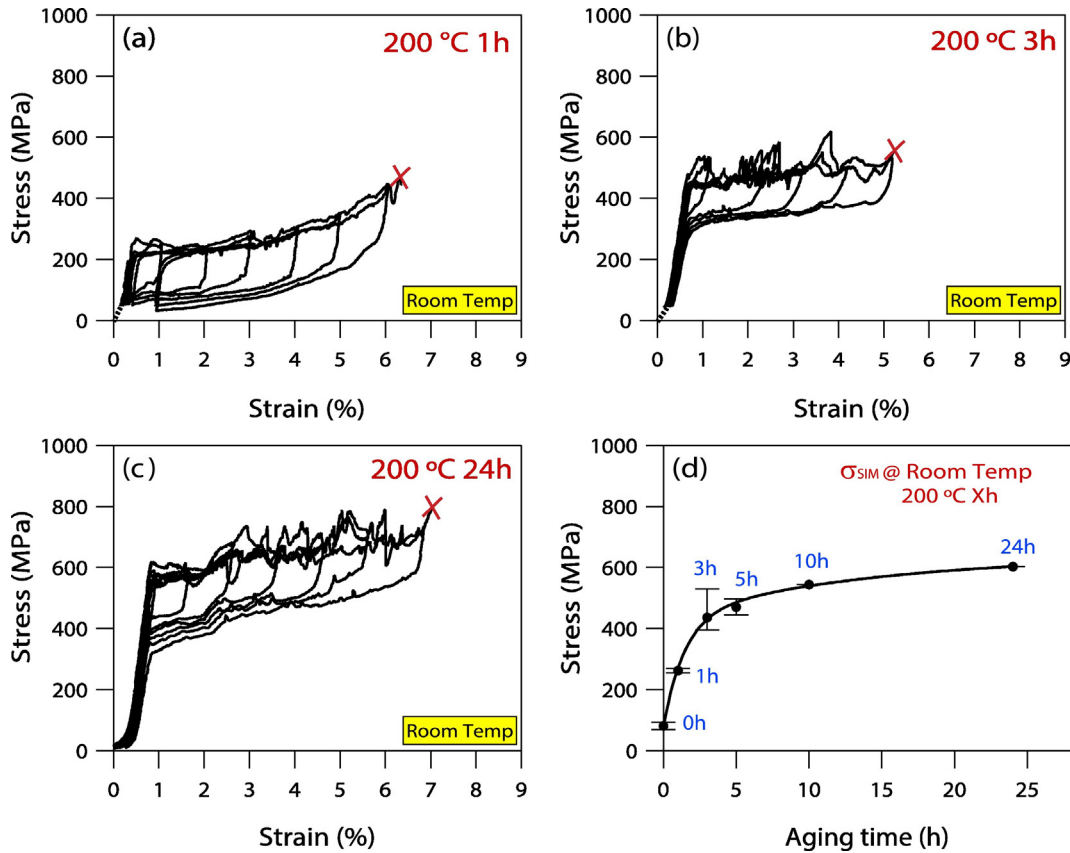 (a)
200 °C 1h
1000
800
600
400
200
0
Stress (MPa)
Room Temp
0 1 2 3 4 5 6 7 8 9
Strain (%)
(b)
200 ºC 3h
1000
800
600
400
200
0
Stress (MPa)
Room Temp
0 1 2 3 4 5 6 7 8 9
Strain (%)
(c)
200 ºC 24h
1000
800
600
400
200
0
Stress (MPa)
Room Temp
0 1 2 3 4 5 6 7 8 9
Strain (%)
(d)
σSIM @ Room Temp
200 ºC Xh
1000
800
600
400
200
0
Stress (MPa)
0h
1h
3h
5h
10h
24h
0 5 10 15 20 25
Aging time (h)